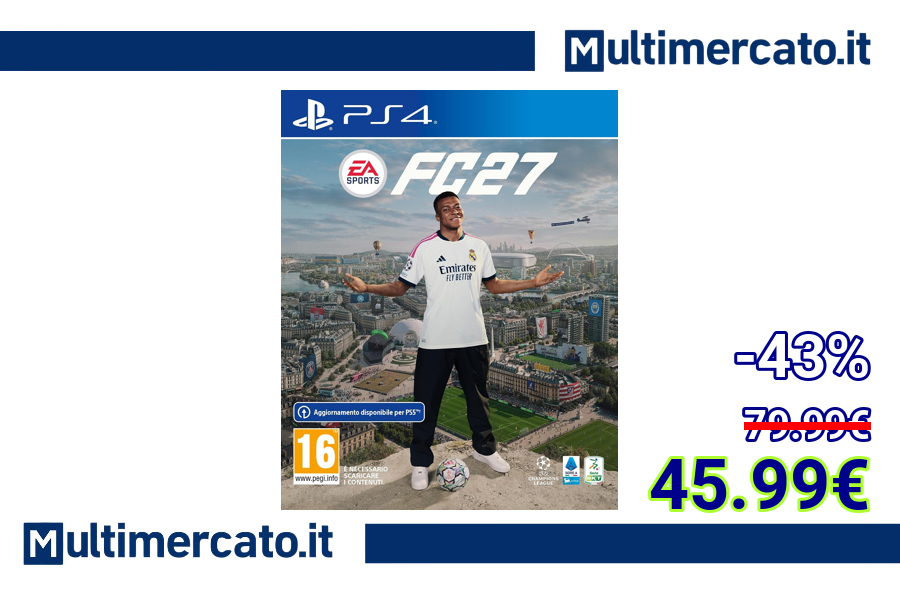 Multimercato.it
PS4
EA SPORTS FC27
Emirates
FLY BETTER
Aggiornamento disponibile per PS5™
16
www.pegi.info
È NECESSARIO
SCARICARE
I CONTENUTI.
CHAMPIONS
LEAGUE
-43%
79.99€
45.99€
Multimercato.it